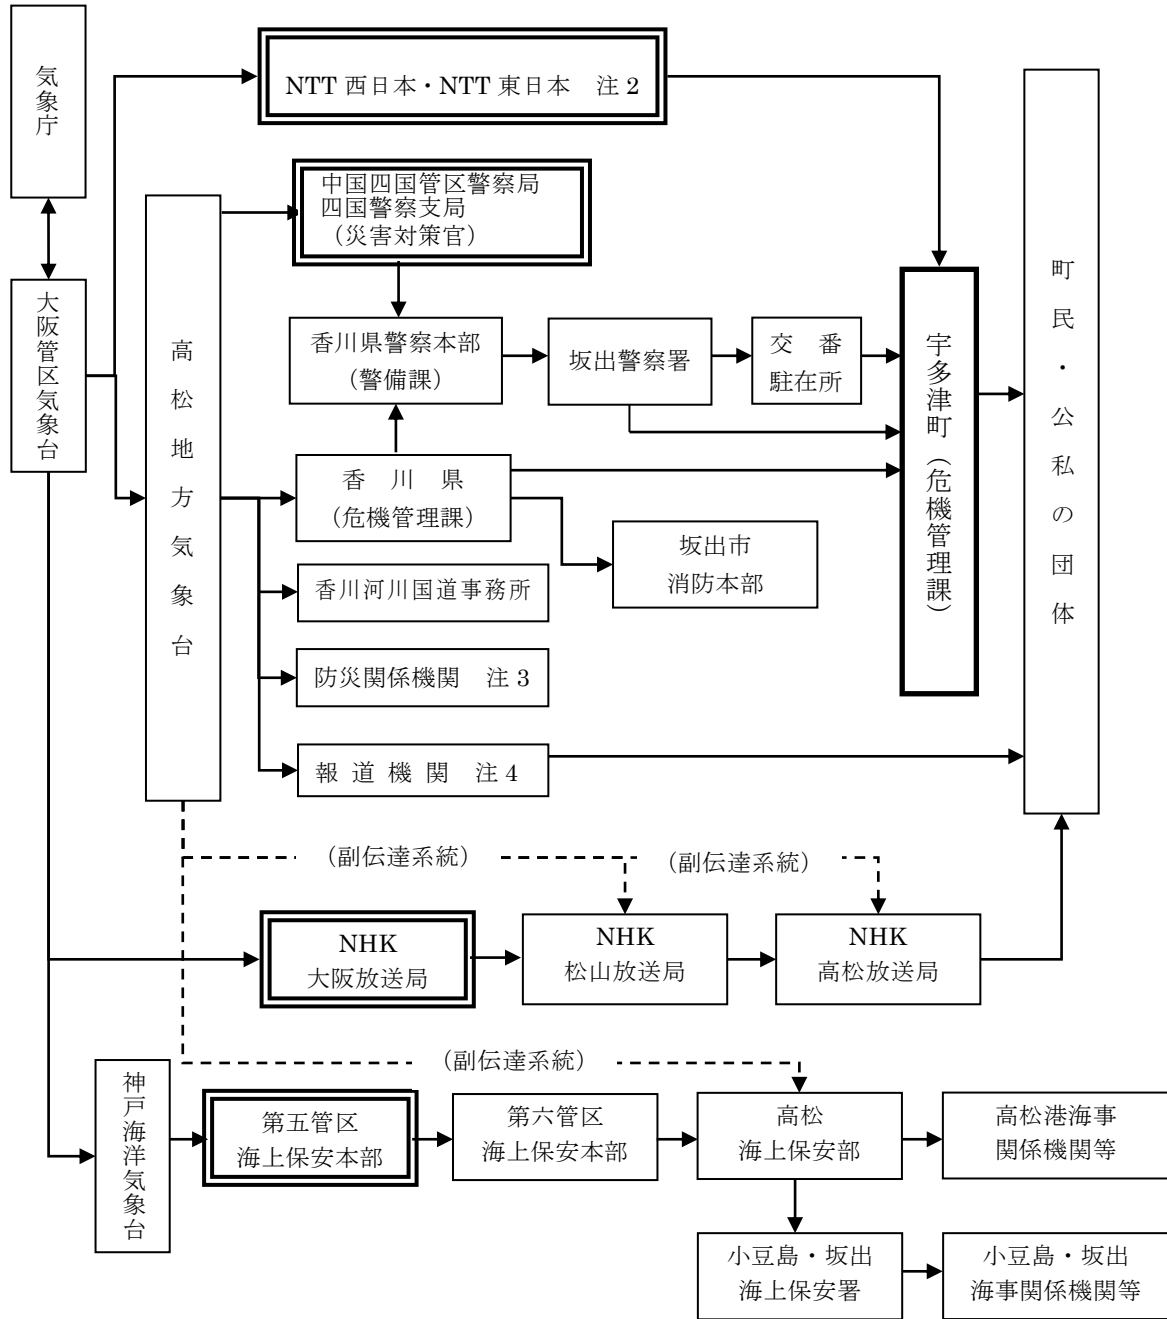 気象庁
NTT 西日本・NTT 東日本　注 2
中国四国管区警察局
四国警察支局
（災害対策官）
大阪管区気象台
高松地方気象台
香川県警察本部
（警備課）
坂出警察署
交　番
駐在所
宇多津町（危機管理課）
町民・公私の団体
香　川　県
（危機管理課）
坂出市
消防本部
香川河川国道事務所
防災関係機関　注 3
報 道 機 関　注 4
（副伝達系統）
（副伝達系統）
NHK
大阪放送局
NHK
松山放送局
NHK
高松放送局
（副伝達系統）
神戸海洋気象台
第五管区
海上保安本部
第六管区
海上保安本部
高松
海上保安部
高松港海事
関係機関等
小豆島・坂出
海上保安署
小豆島・坂出
海事関係機関等